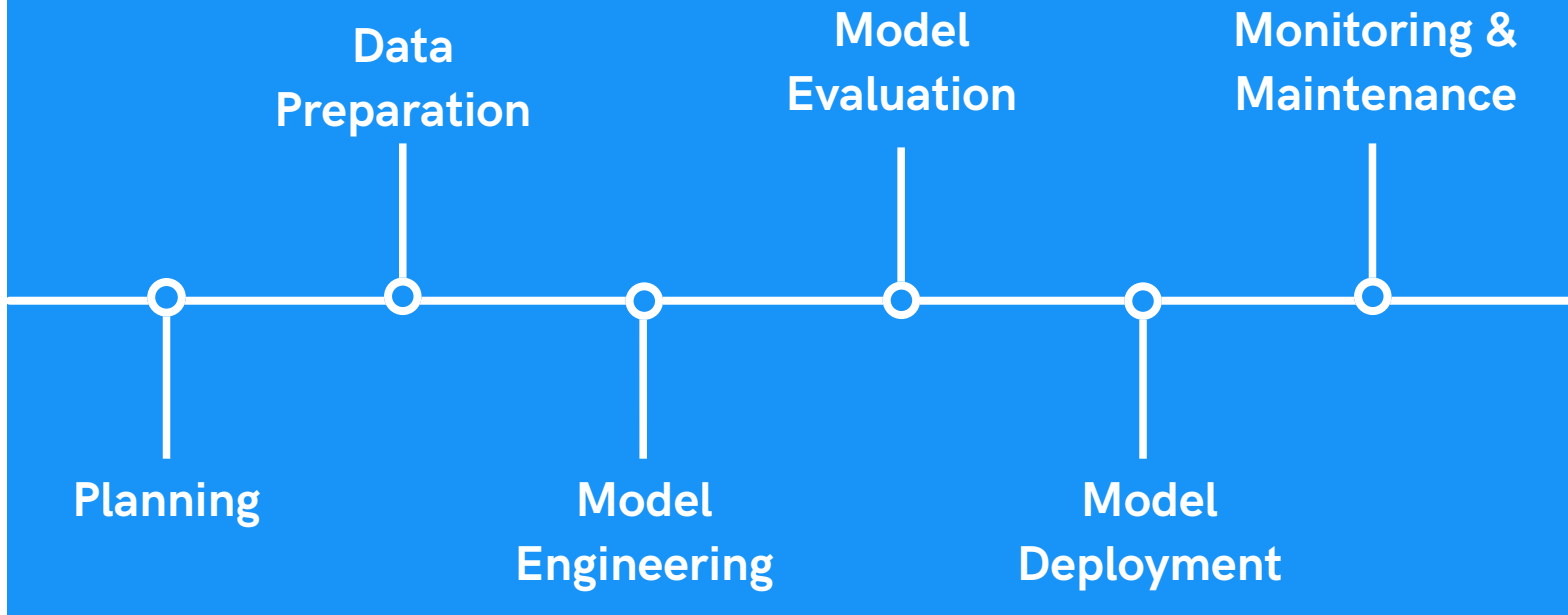 Planning
Data
Preparation
Model
Engineering
Model
Evaluation
Model
Deployment
Monitoring &
Maintenance